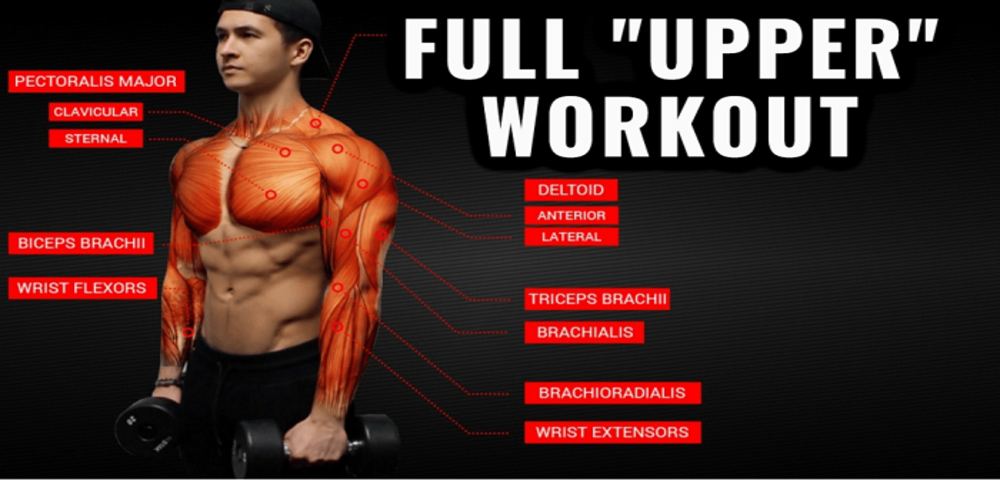 FULL "UPPER"
WORKOUT
PECTORALIS MAJOR
CLAVICULAR
STERNAL
BICEPS BRACHII
WRIST FLEXORS
DELTOID
ANTERIOR
LATERAL
TRICEPS BRACHII
BRACHIALIS
BRACHIORADIALIS
WRIST EXTENSORS